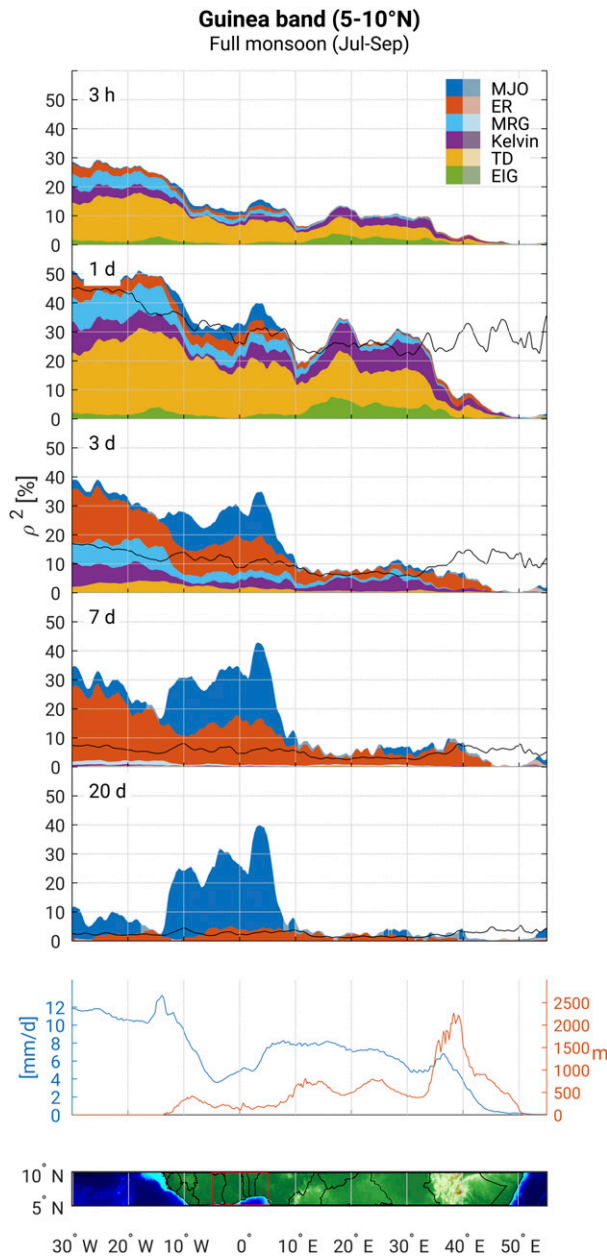 Guinea band (5-10°N)
Full monsoon (Jul-Sep)
3 h
MJO
ER
MRG
Kelvin
TD
EIG
50
40
30
20
10
0
1 d
50
40
30
20
10
0
3 d
50
40
30
20
10
0
ρ² [%]
7 d
50
40
30
20
10
0
20 d
50
40
30
20
10
0
[mm/d]
12
10
8
6
4
2
0
2500
2000
1500
1000
500
0
m
10° N
5° N
30° W 20° W 10° W 0° 10° E 20° E 30° E 40° E 50° E